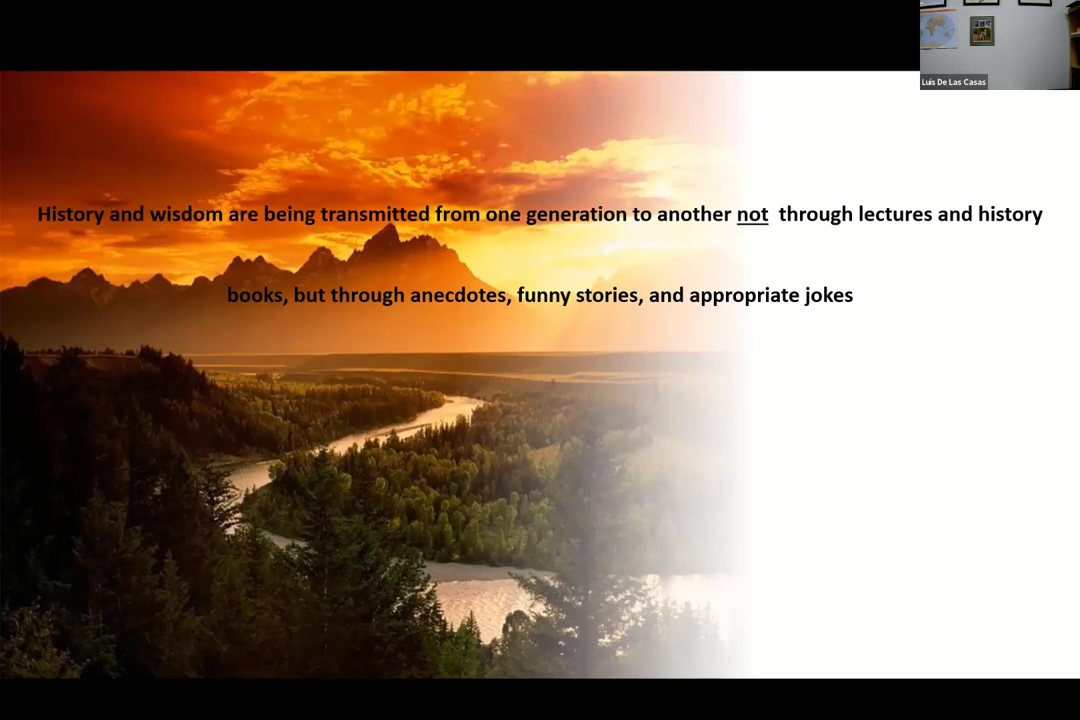 Luis De Las Casas
History and wisdom are being transmitted from one generation to another not through lectures and history
books, but through anecdotes, funny stories, and appropriate jokes